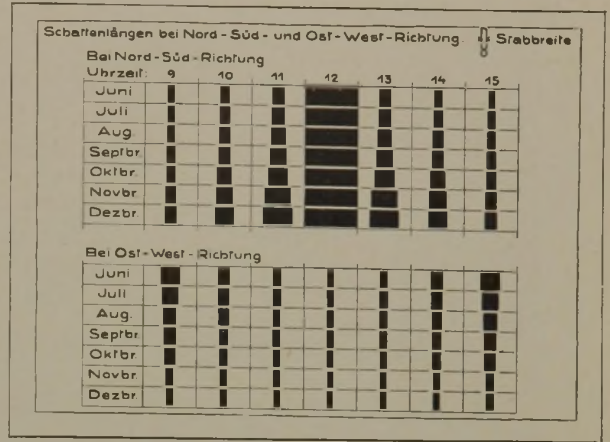 Schattenlängen bei Nord-Süd- und Ost-West-Richtung. Stabbreite
Bei Nord-Süd-Richtung
Uhrzeit: 9 10 11 12 13 14 15
Juni
Juli
Aug
Septbr.
Oktbr.
Novbr.
Dezbr.
Bei Ost-West-Richtung
Juni
Juli
Aug.
Septbr.
Oktbr.
Novbr.
Dezbr.